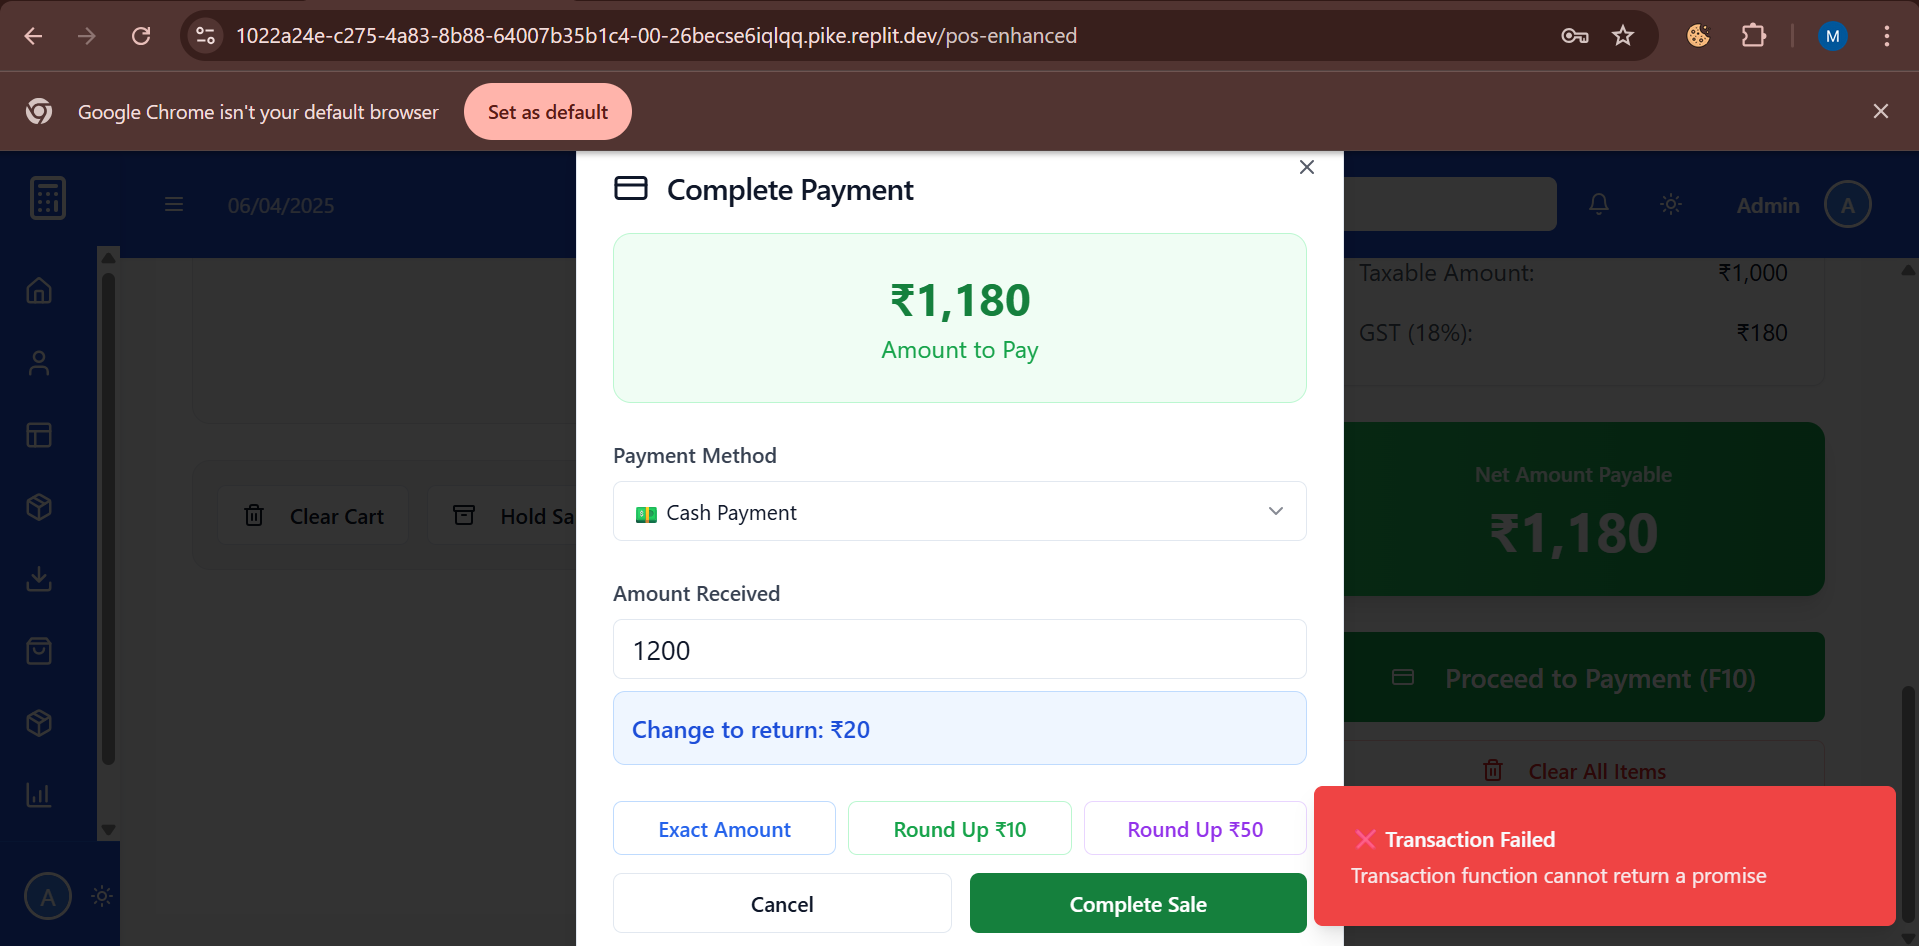 1022a24e-c275-4a83-8b88-64007b35b1c4-00-26becse6iqlqq.pike.replit.dev/pos-enhanced
M
Google Chrome isn't your default browser
Set as default
06/04/2025
Admin
A
Complete Payment
₹1,180
Amount to Pay
Taxable Amount:
₹1,000
GST (18%):
₹180
Payment Method
Cash Payment
Net Amount Payable
₹1,180
Clear Cart
Hold Sa
Amount Received
1200
Proceed to Payment (F10)
Change to return: ₹20
Clear All Items
Exact Amount
Round Up ₹10
Round Up ₹50
Transaction Failed
Transaction function cannot return a promise
A
Cancel
Complete Sale